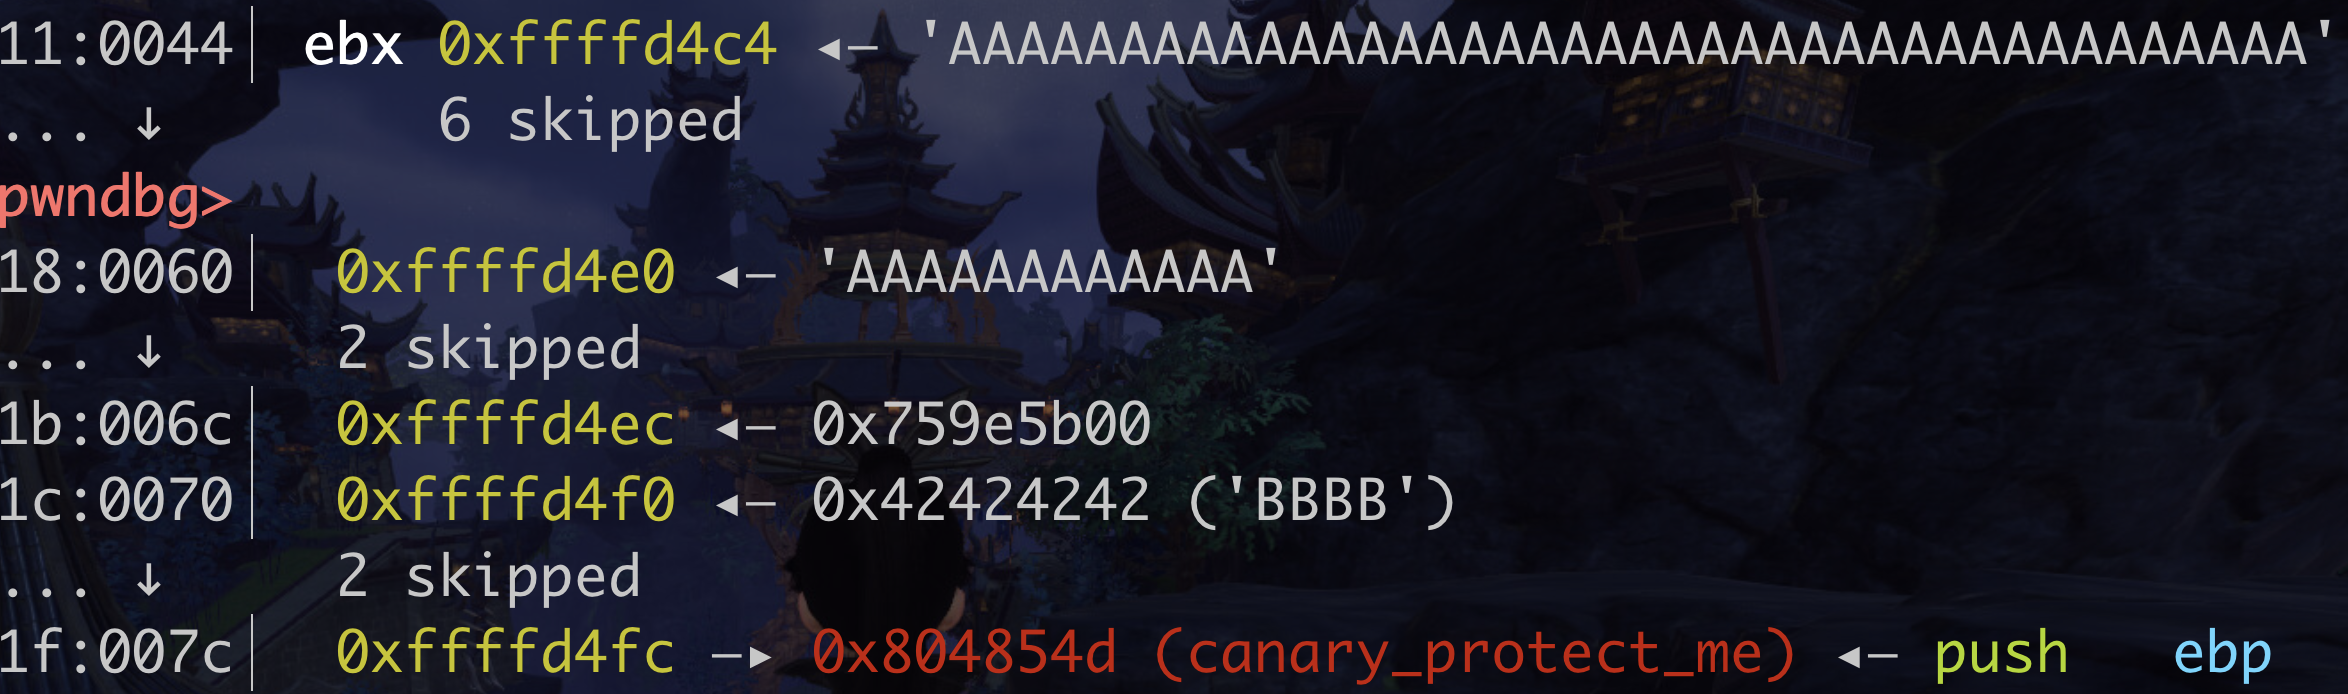 11:0044│ ebx 0xffffd4c4 ◂— 'AAAAAAAAAAAAAAAAAAAAAAAAAAAAAAAAAAAAAAAA'
... ↓ 6 skipped
pwndbg>
18:0060│ 0xffffd4e0 ◂— 'AAAAAAAAAAAA'
... ↓ 2 skipped
1b:006c│ 0xffffd4ec ◂— 0x759e5b00
1c:0070│ 0xffffd4f0 ◂— 0x42424242 ('BBBB')
... ↓ 2 skipped
1f:007c│ 0xffffd4fc —▸ 0x804854d (canary_protect_me) ◂— push ebp